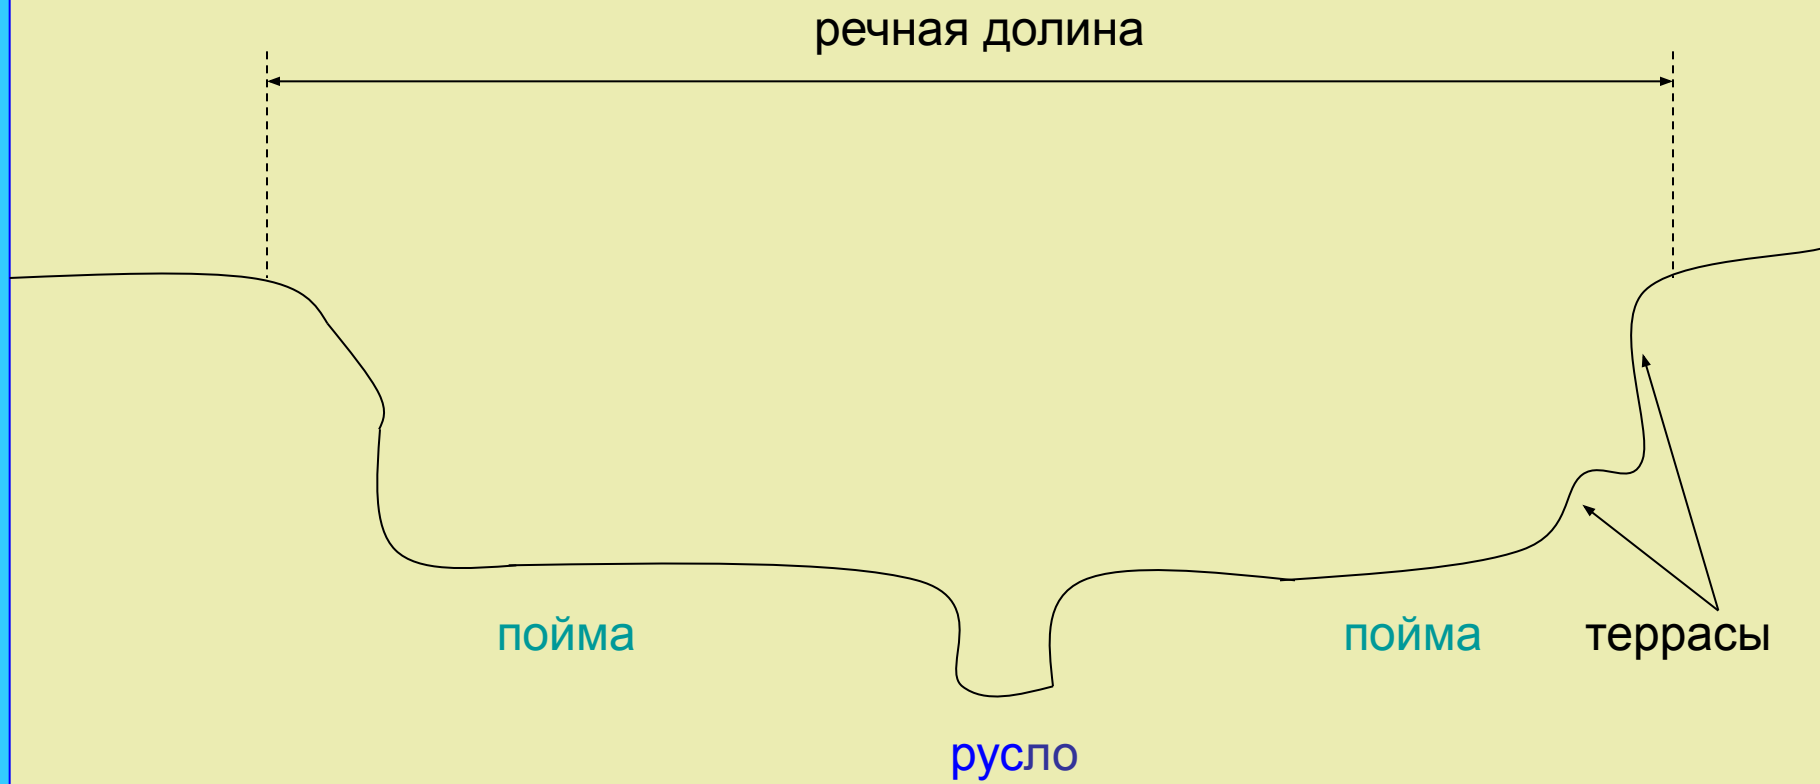 речная долина
пойма
пойма
террасы
русло